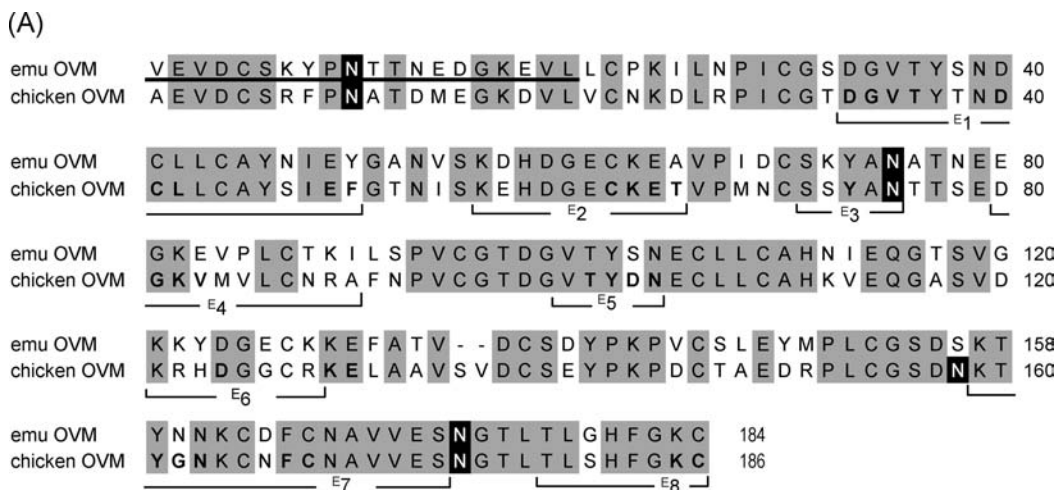 (A)
emu OVM V E V D C S K Y P N T T N E D G K E V L L C P K I L N P I C G S D G V T Y S N D 40
chicken OVM A E V D C S R F P N A T D M E G K D V L V C N K D L R P I C G T D G V T Y T N D 40
E1
emu OVM C L L C A Y N I E Y G A N V S K D H D G E C K E A V P I D C S K Y A N A T N E E 80
chicken OVM C L L C A Y S I E F G T N I S K E H D G E C K E T V P M N C S S Y A N T T S E D 80
E2 E3
emu OVM G K E V P L C T K I L S P V C G T D G V T Y S N E C L L C A H N I E Q G T S V G 120
chicken OVM G K V M V L C N R A F N P V C G T D G V T Y D N E C L L C A H K V E Q G A S V D 120
E4 E5
emu OVM K K Y D G E C K K E F A T V - - D C S D Y P K P V C S L E Y M P L C G S D S K T 158
chicken OVM K R H D G G C R K E L A A V S V D C S E Y P K P D C T A E D R P L C G S D N K T 160
E6
emu OVM Y N N K C D F C N A V V E S N G T L T L G H F G K C 184
chicken OVM Y G N K C N F C N A V V E S N G T L T L S H F G K C 186
E7 E8